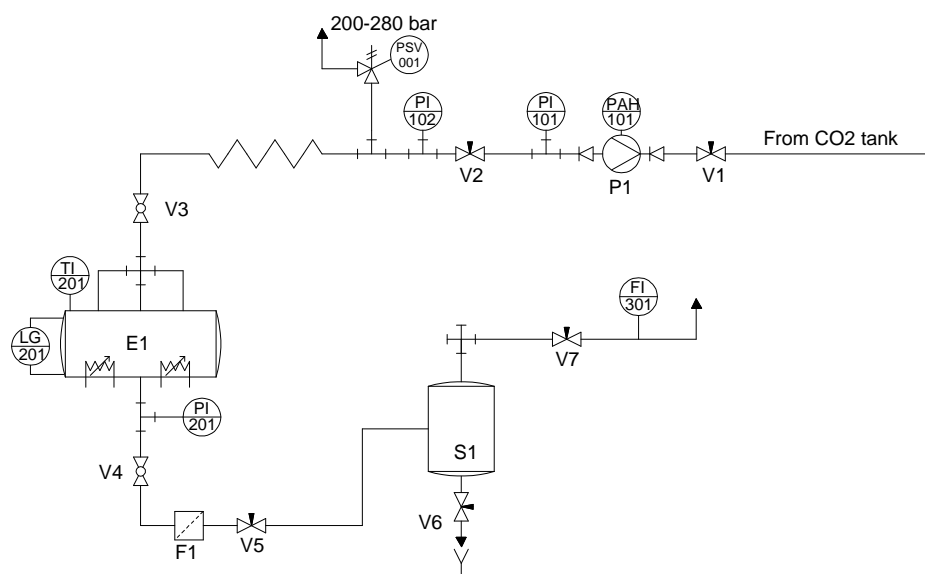 200-280 bar
PSV
001
PI
102
PI
101
PAH
101
From CO2 tank
V2
P1
V1
V3
TI
201
LG
201
E1
FI
301
V7
PI
201
S1
V4
V6
F1
V5